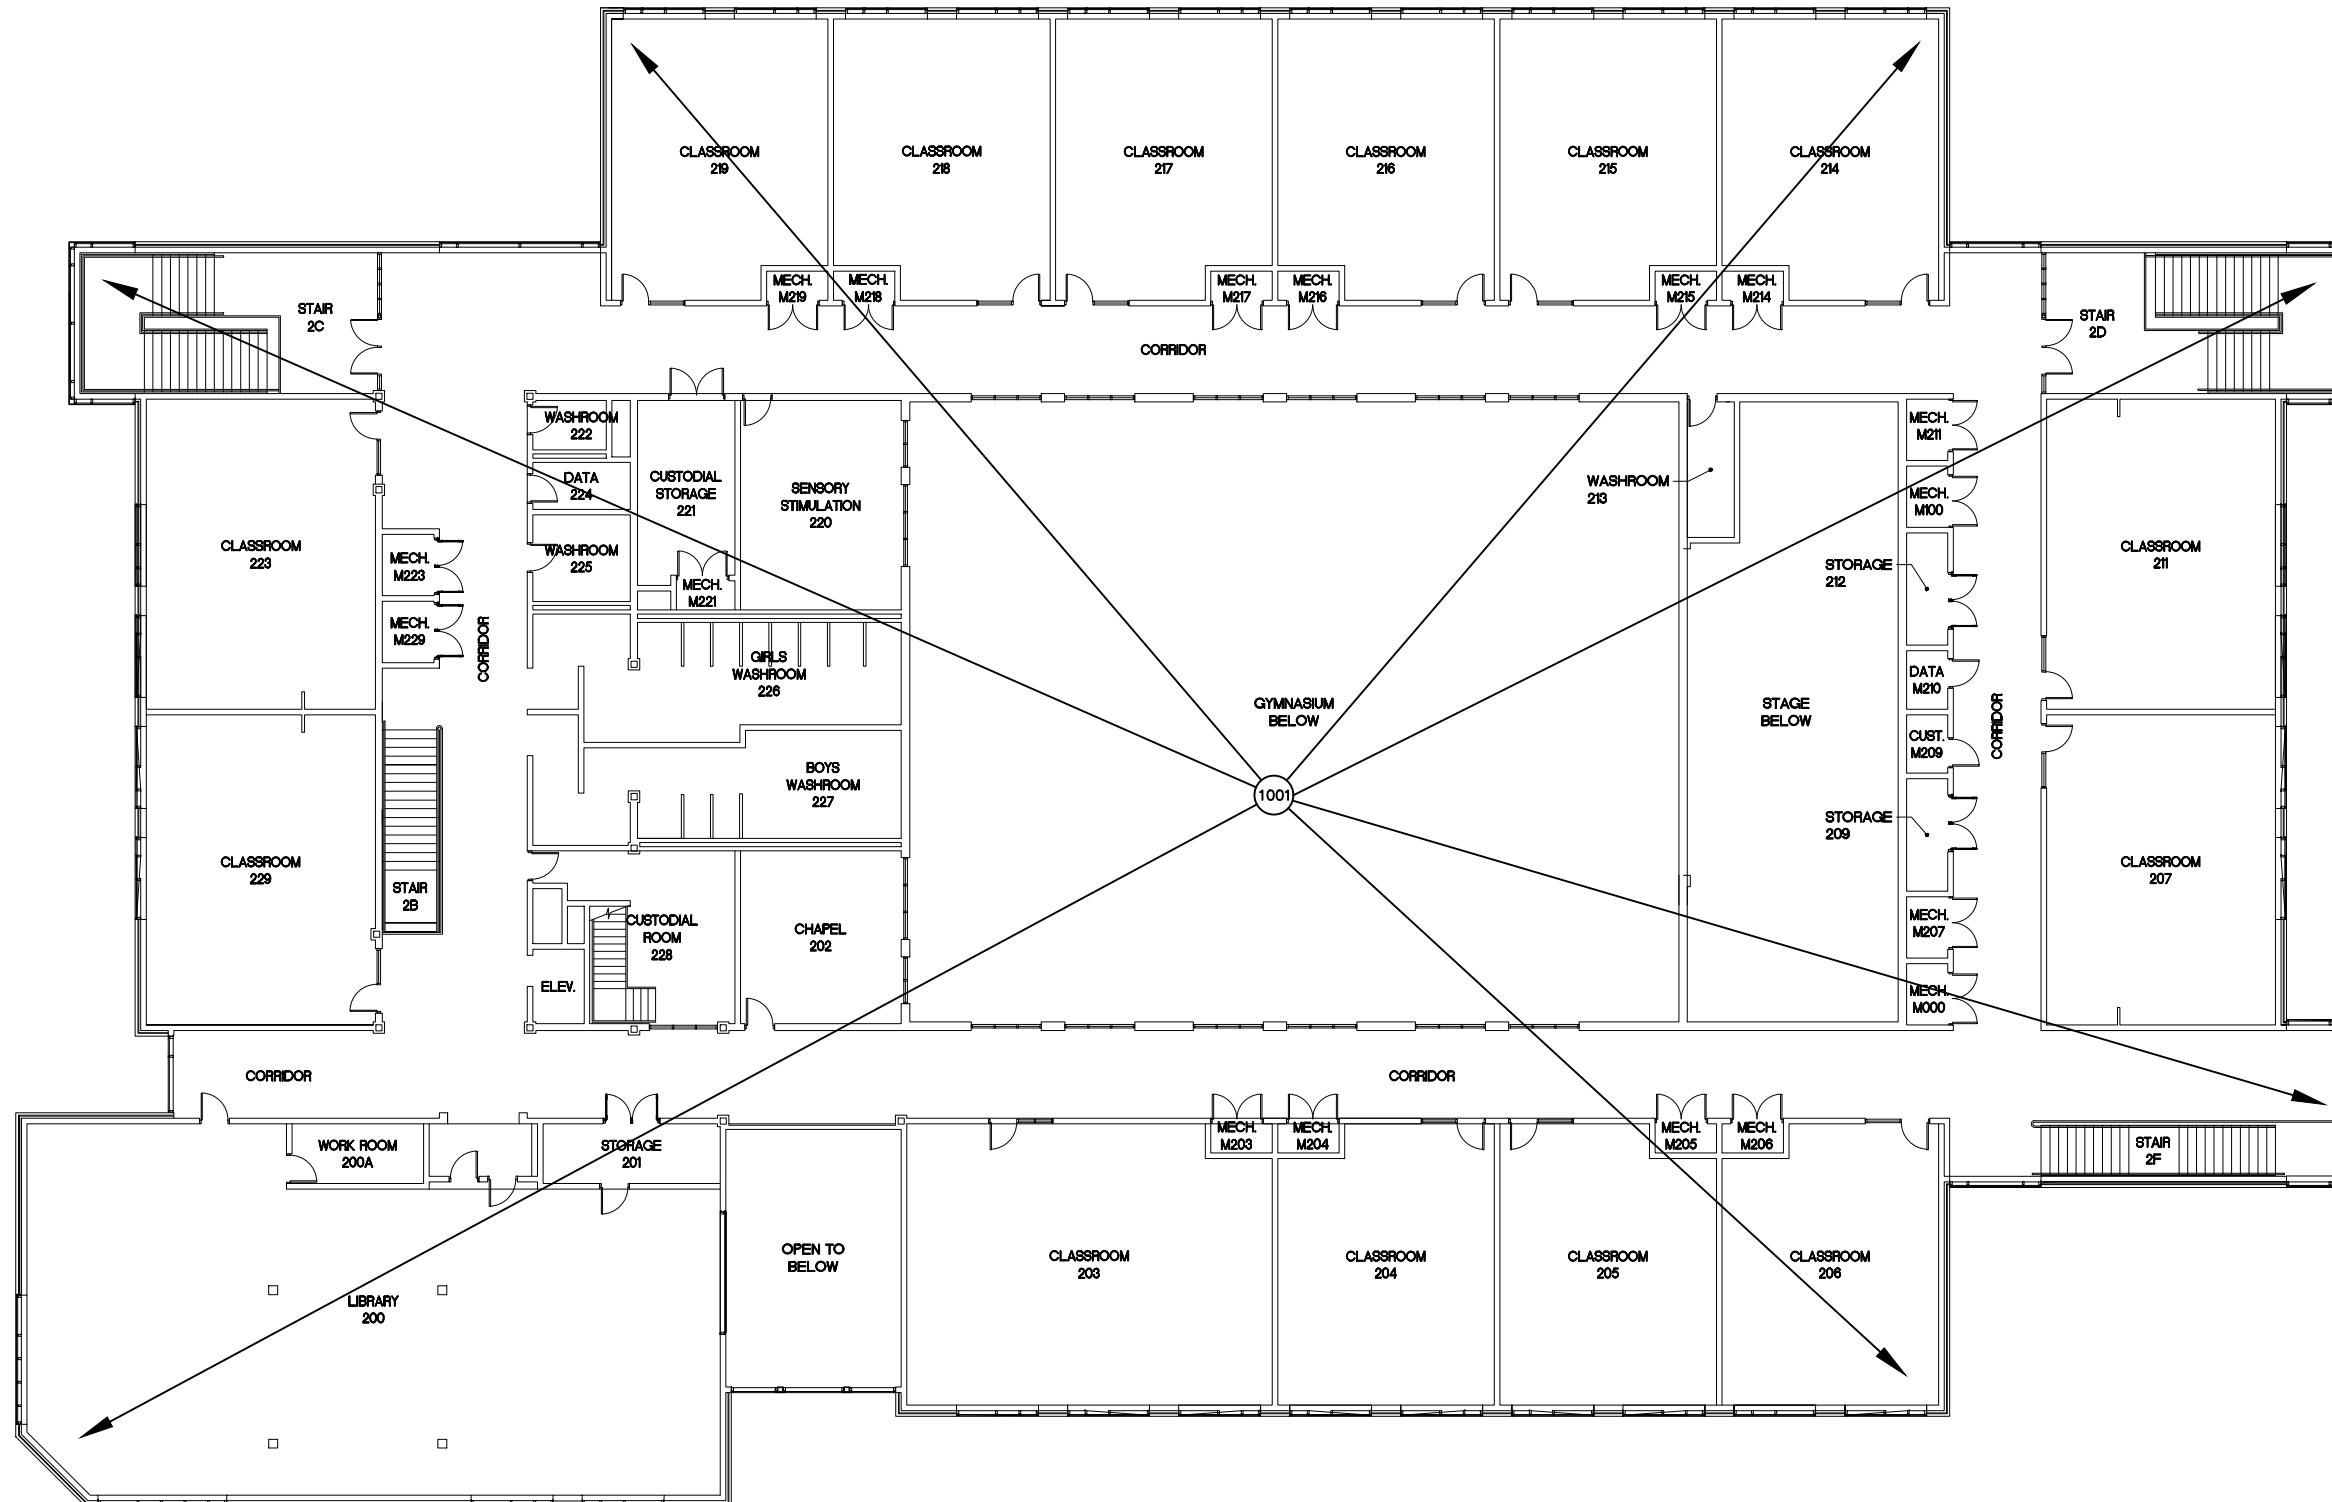 CLASSROOM
219
CLASSROOM
218
CLASSROOM
217
CLASSROOM
216
CLASSROOM
215
CLASSROOM
214
MECH.
M219
MECH.
M218
MECH.
M217
MECH.
M216
MECH.
M215
MECH.
M214
STAIR
2C
STAIR
2D
CORRIDOR
WASHROOM
222
DATA
224
WASHROOM
225
CUSTODIAL
STORAGE
221
MECH.
M221
SENSORY
STIMULATION
220
WASHROOM
213
MECH.
M211
MECH.
M100
STORAGE
212
CLASSROOM
223
MECH.
M223
MECH.
M229
CORRIDOR
CLASSROOM
211
GIRLS
WASHROOM
226
GYMNASIUM
BELOW
STAGE
BELOW
DATA
M210
CUST.
M209
CORRIDOR
BOYS
WASHROOM
227
1001
STORAGE
209
CLASSROOM
229
STAIR
2B
CLASSROOM
207
CUSTODIAL
ROOM
228
CHAPEL
202
MECH.
M207
ELEV.
MECH.
M000
CORRIDOR
CORRIDOR
WORK ROOM
200A
STORAGE
201
MECH.
M203
MECH.
M204
MECH.
M205
MECH.
M206
STAIR
2F
OPEN TO
BELOW
CLASSROOM
203
CLASSROOM
204
CLASSROOM
205
CLASSROOM
206
LIBRARY
200